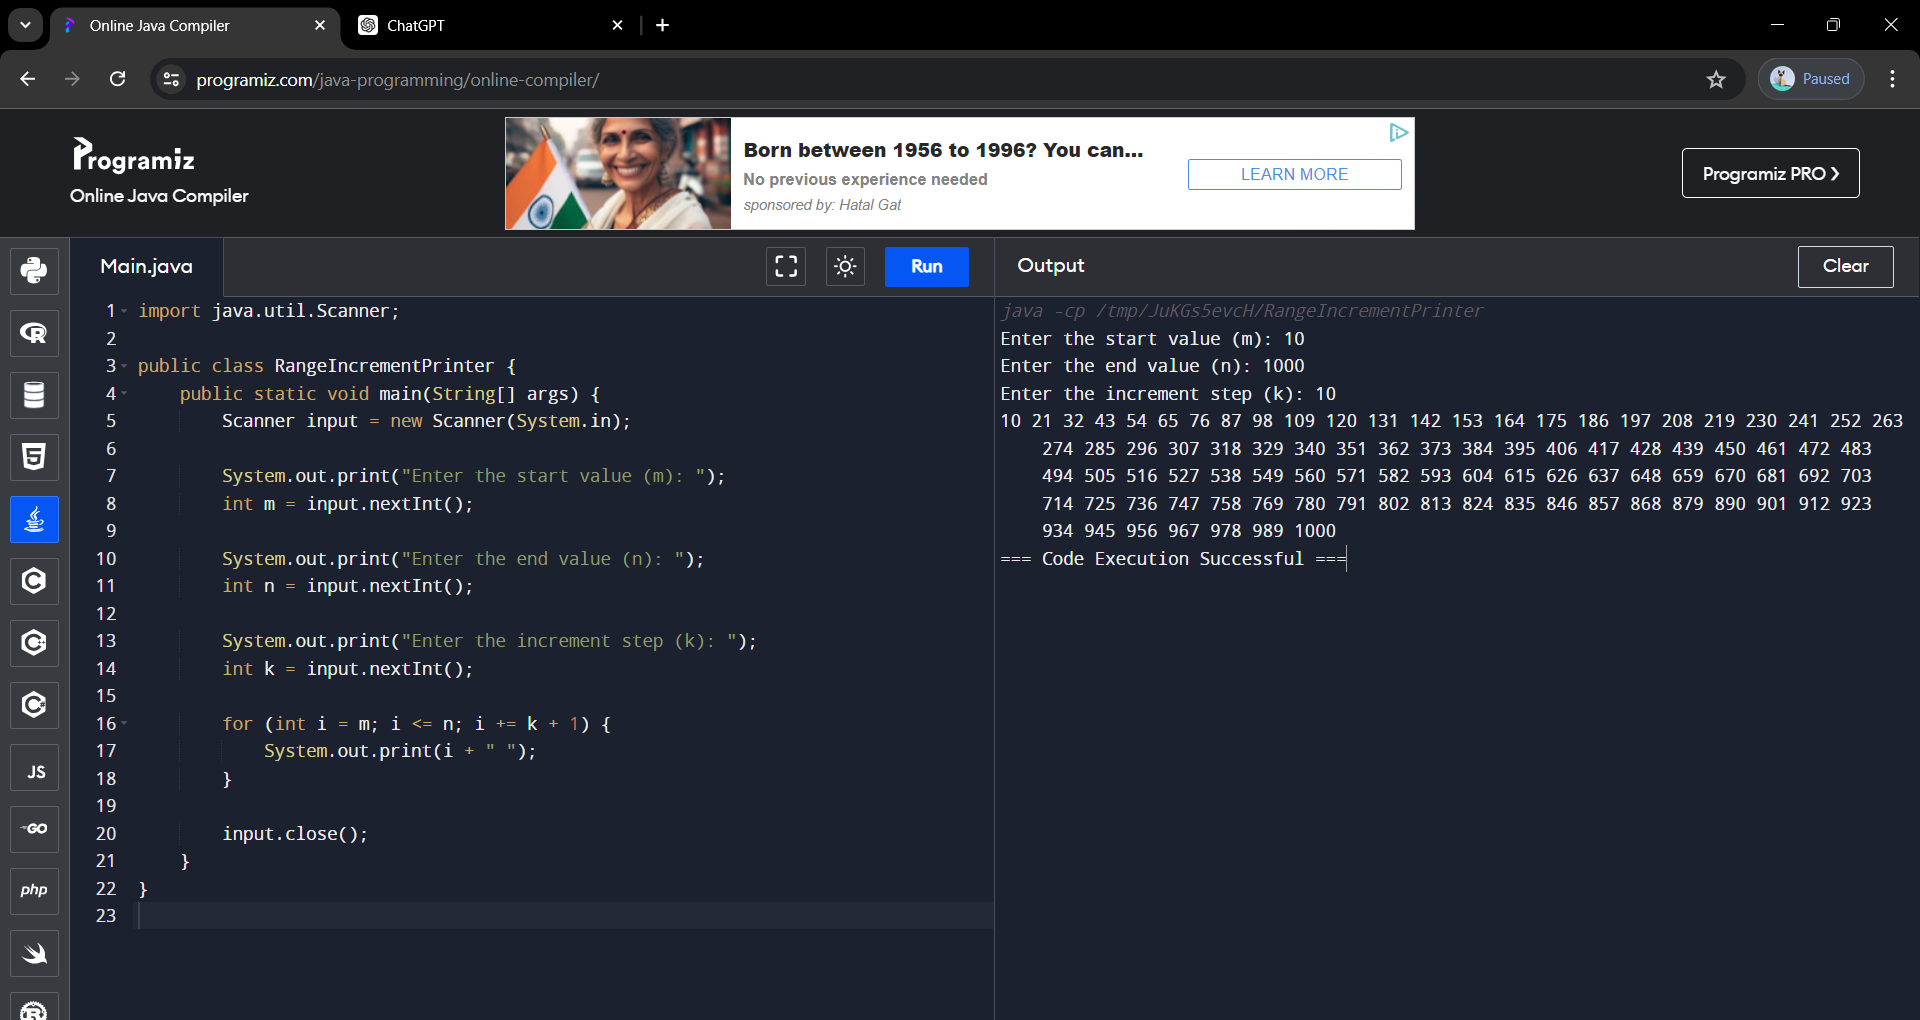 Online Java Compiler
ChatGPT
programiz.com/java-programming/online-compiler/
Paused
Programiz
Online Java Compiler
Born between 1956 to 1996? You can...
No previous experience needed
sponsored by: Hatal Gat
LEARN MORE
Programiz PRO
Main.java
Run
Output
Clear
R
JS
GO
php
1 import java.util.Scanner;
2
3 public class RangeIncrementPrinter {
4 public static void main(String[] args) {
5 Scanner input = new Scanner(System.in);
6
7 System.out.print("Enter the start value (m): ");
8 int m = input.nextInt();
9
10 System.out.print("Enter the end value (n): ");
11 int n = input.nextInt();
12
13 System.out.print("Enter the increment step (k): ");
14 int k = input.nextInt();
15
16 for (int i = m; i <= n; i += k + 1) {
17 System.out.print(i + " ");
18 }
19
20 input.close();
21 }
22 }
23
java -cp /tmp/JuKGs5evcH/RangeIncrementPrinter
Enter the start value (m): 10
Enter the end value (n): 1000
Enter the increment step (k): 10
10 21 32 43 54 65 76 87 98 109 120 131 142 153 164 175 186 197 208 219 230 241 252 263
274 285 296 307 318 329 340 351 362 373 384 395 406 417 428 439 450 461 472 483
494 505 516 527 538 549 560 571 582 593 604 615 626 637 648 659 670 681 692 703
714 725 736 747 758 769 780 791 802 813 824 835 846 857 868 879 890 901 912 923
934 945 956 967 978 989 1000
=== Code Execution Successful ===